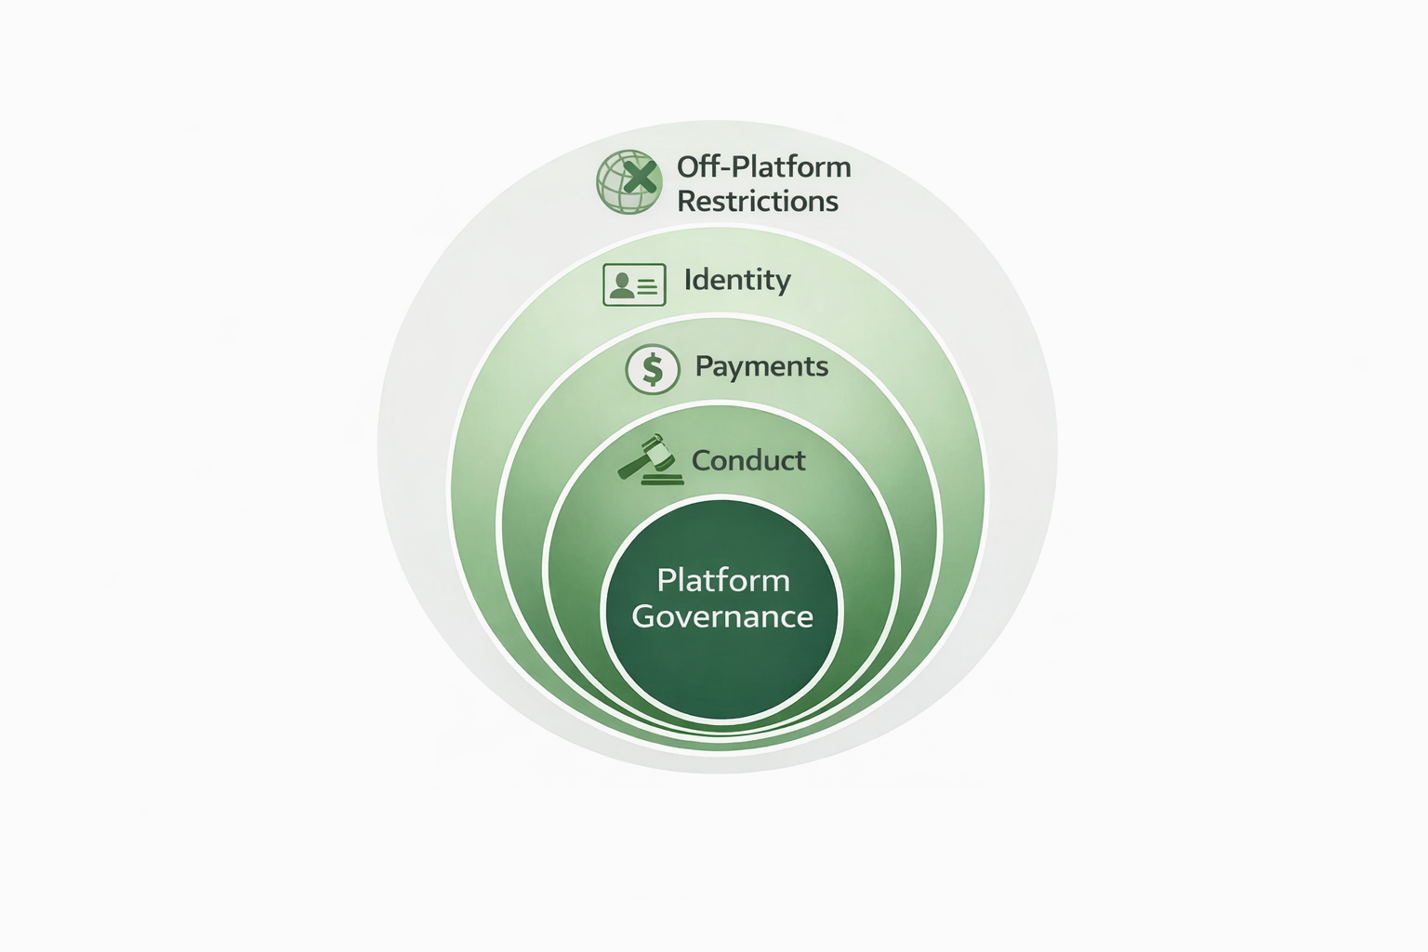 Off-Platform
Restrictions
Identity
$ Payments
Conduct
Platform
Governance